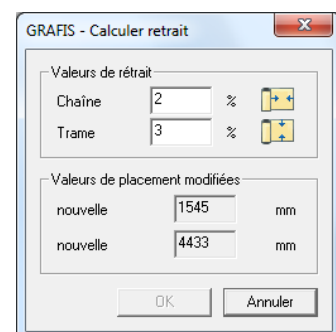 GRAFIS - Calculer retrait
Valeurs de rétrait
Chaîne 2 %
Trame 3 %
Valeurs de placement modifiées
nouvelle 1545 mm
nouvelle 4433 mm
OK Annuler